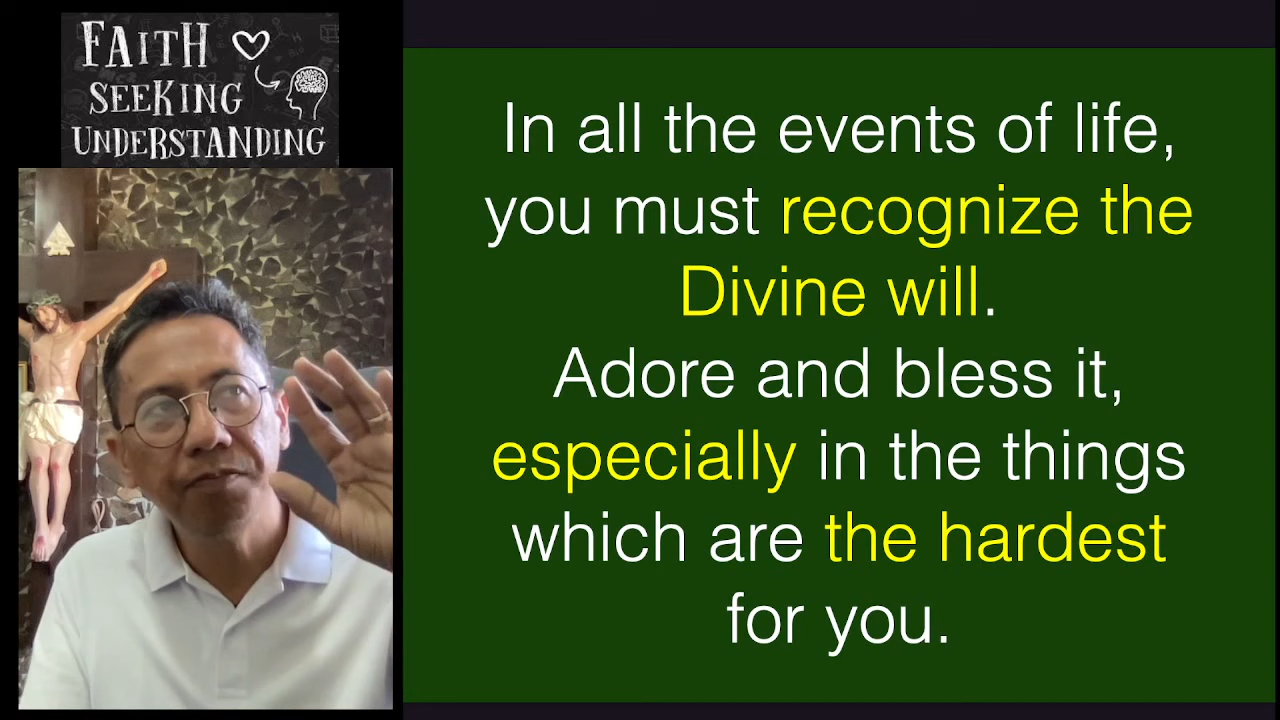 FAITH
SEEKING
UNDERSTANDING
In all the events of life,
you must recognize the
Divine will.
Adore and bless it,
especially in the things
which are the hardest
for you.